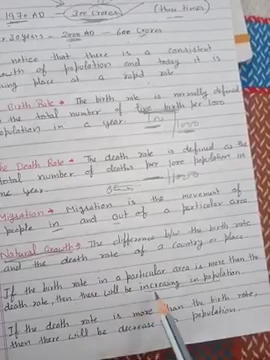 1970 AD - 300 Crores (three times)
20 years - 2000 AD - 600 Crores
notice that there is a consistent
growth of population and today it is
taking place at a rapid rate
Birth Rate → The birth rate is normally defined
the total number of live births per 1000
population in a year.
1000
The Death Rate → The death rate is defined as the
total number of deaths per 1000 population in
one year.
1000
Migration → Migration is the movement of
people in and out of a particular area.
Natural Growth → The difference b/w the birth rate
and the death rate of a country or place
If the birth rate in a particular area is more than the
death rate, then there will be increasing in population.
If the death rate is more than the birth rate,
then there will be decrease population.